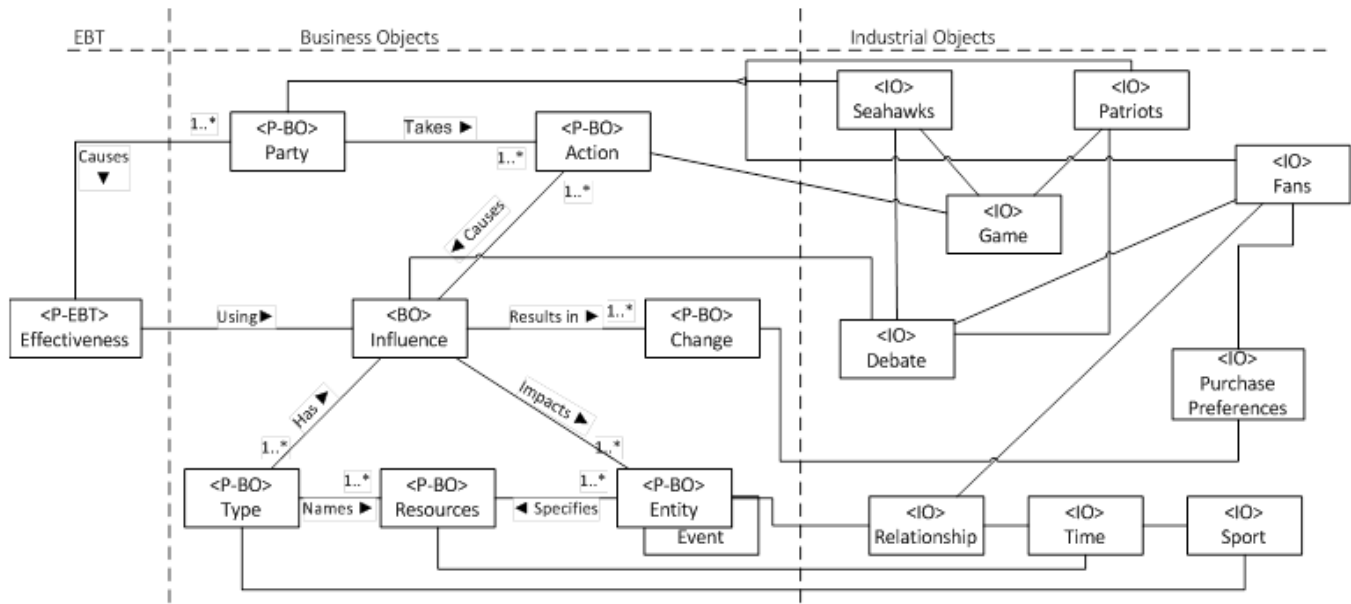 EBT
Business Objects
Industrial Objects
<IO>
Seahawks
<IO>
Patriots
1..*
<P-BO>
Party
Takes ►
1..*
<P-BO>
Action
1..*
Causes
▼
<IO>
Fans
<IO>
Game
◄ Causes
<P-EBT>
Effectiveness
Using►
<BO>
Influence
Results in ►
1..*
<P-BO>
Change
<IO>
Debate
<IO>
Purchase
Preferences
Has ►
1..*
Impacts ►
1..*
<P-BO>
Type
Names ►
1..*
<P-BO>
Resources
1..*
◄ Specifies
<P-BO>
Entity
Event
<IO>
Relationship
<IO>
Time
<IO>
Sport